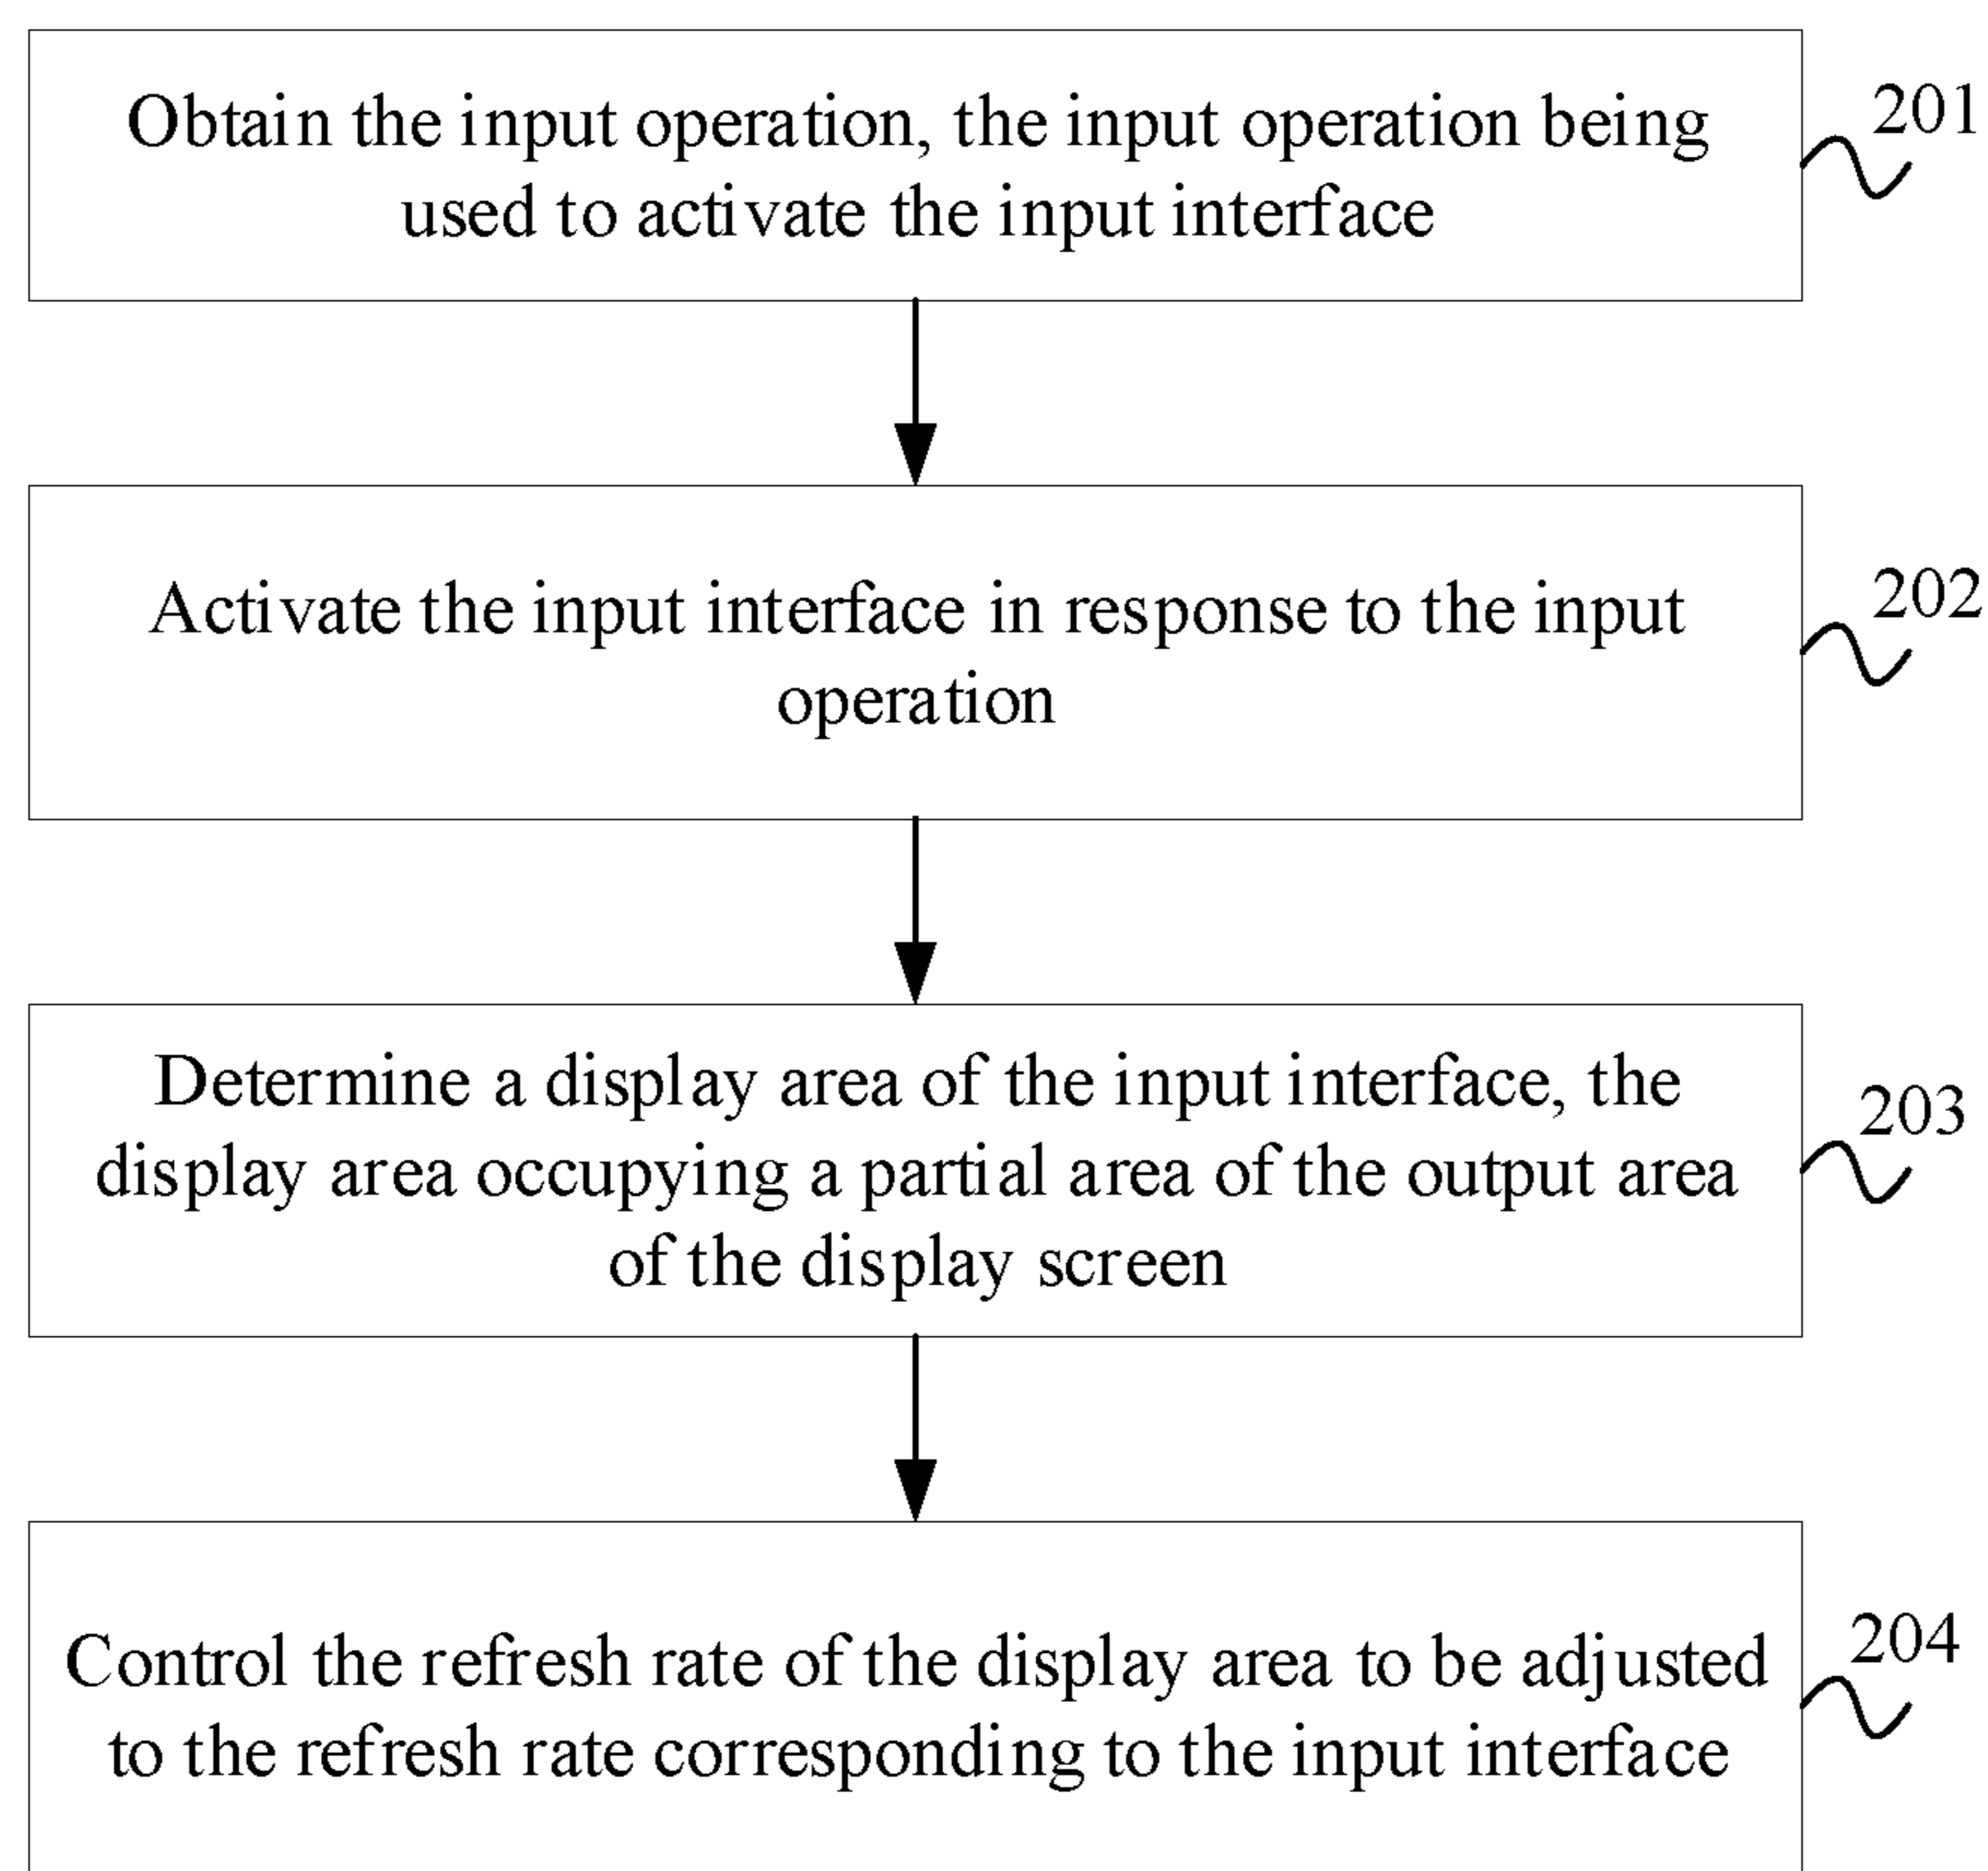 Obtain the input operation, the input operation being
used to activate the input interface
201
Activate the input interface in response to the input
operation
202
Determine a display area of the input interface, the
display area occupying a partial area of the output area
of the display screen
203
Control the refresh rate of the display area to be adjusted
to the refresh rate corresponding to the input interface
204